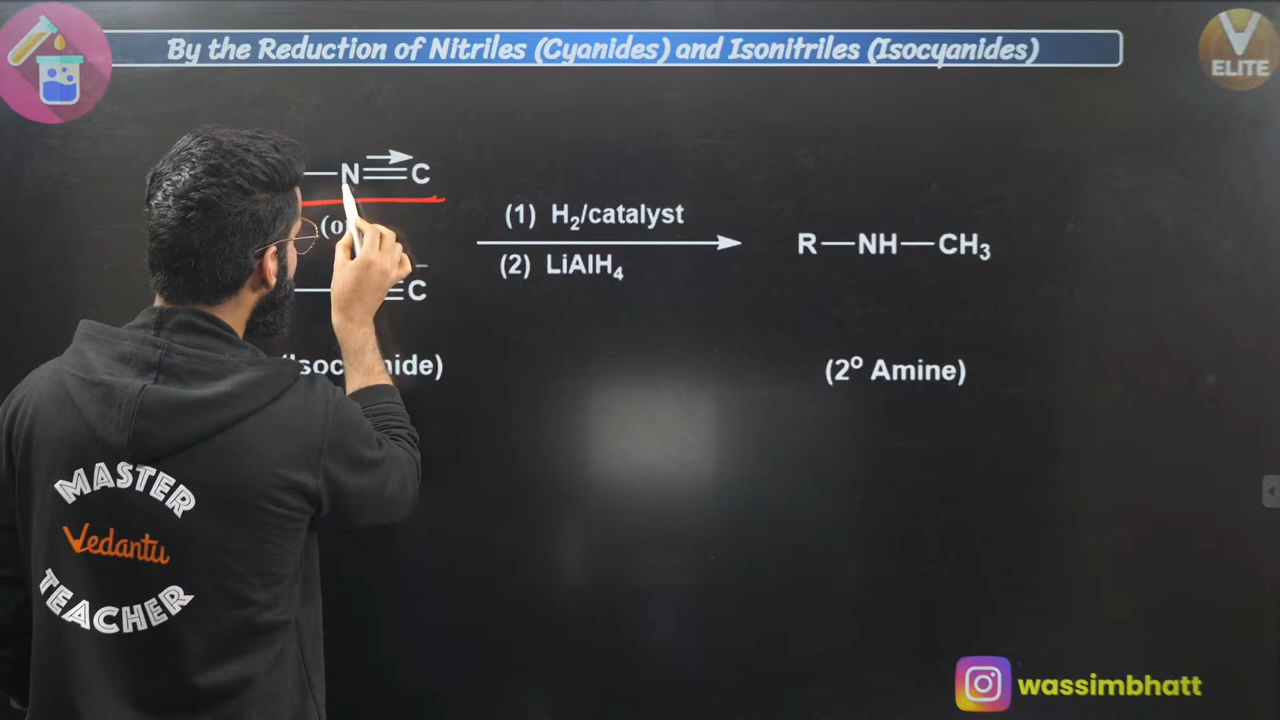 By the Reduction of Nitriles (Cyanides) and Isonitriles (Isocyanides)
V
ELITE
—N≡C
(1) H₂/catalyst
(2) LiAlH₄
R—NH—CH₃
≡C
(2º Amine)
MASTER
Vedantu
TEACHER
wassimbhatt